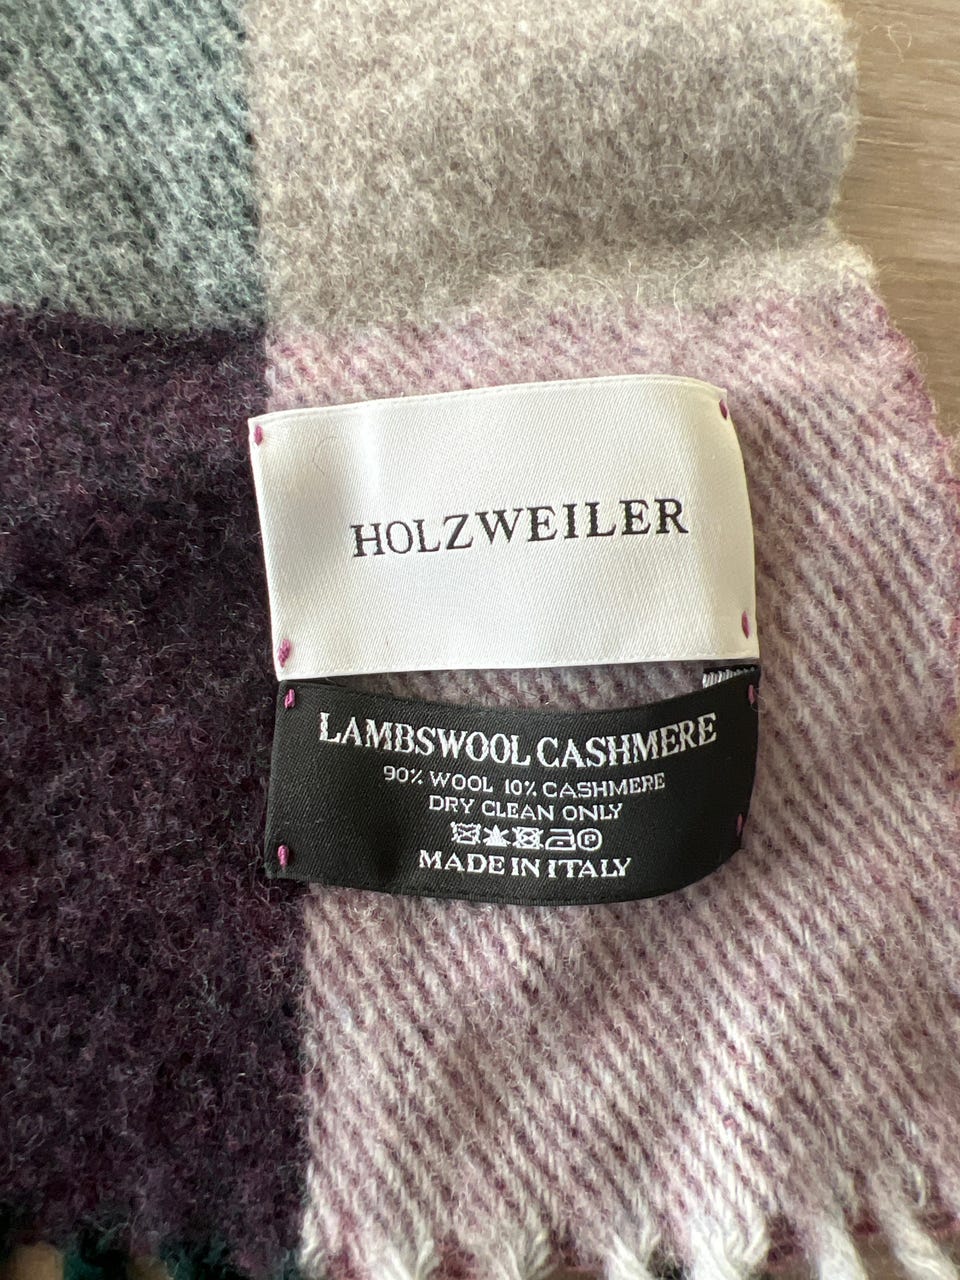 HOLZWEILER
LAMBSWOOL CASHMERE
90% WOOL 10% CASHMERE
DRY CLEAN ONLY
P
MADE IN ITALY